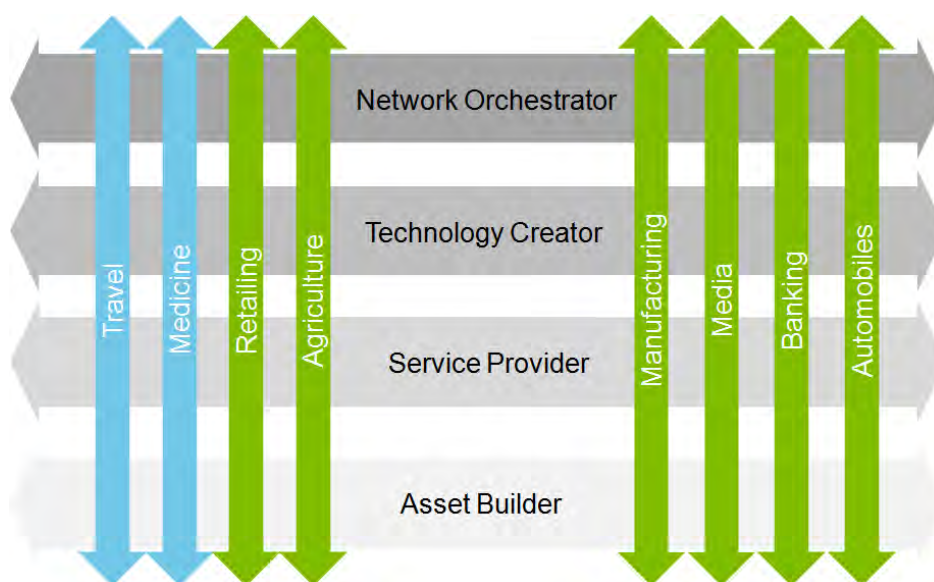 Network Orchestrator
Technology Creator
Service Provider
Asset Builder
Travel
Medicine
Retailing
Agriculture
Manufacturing
Media
Banking
Automobiles